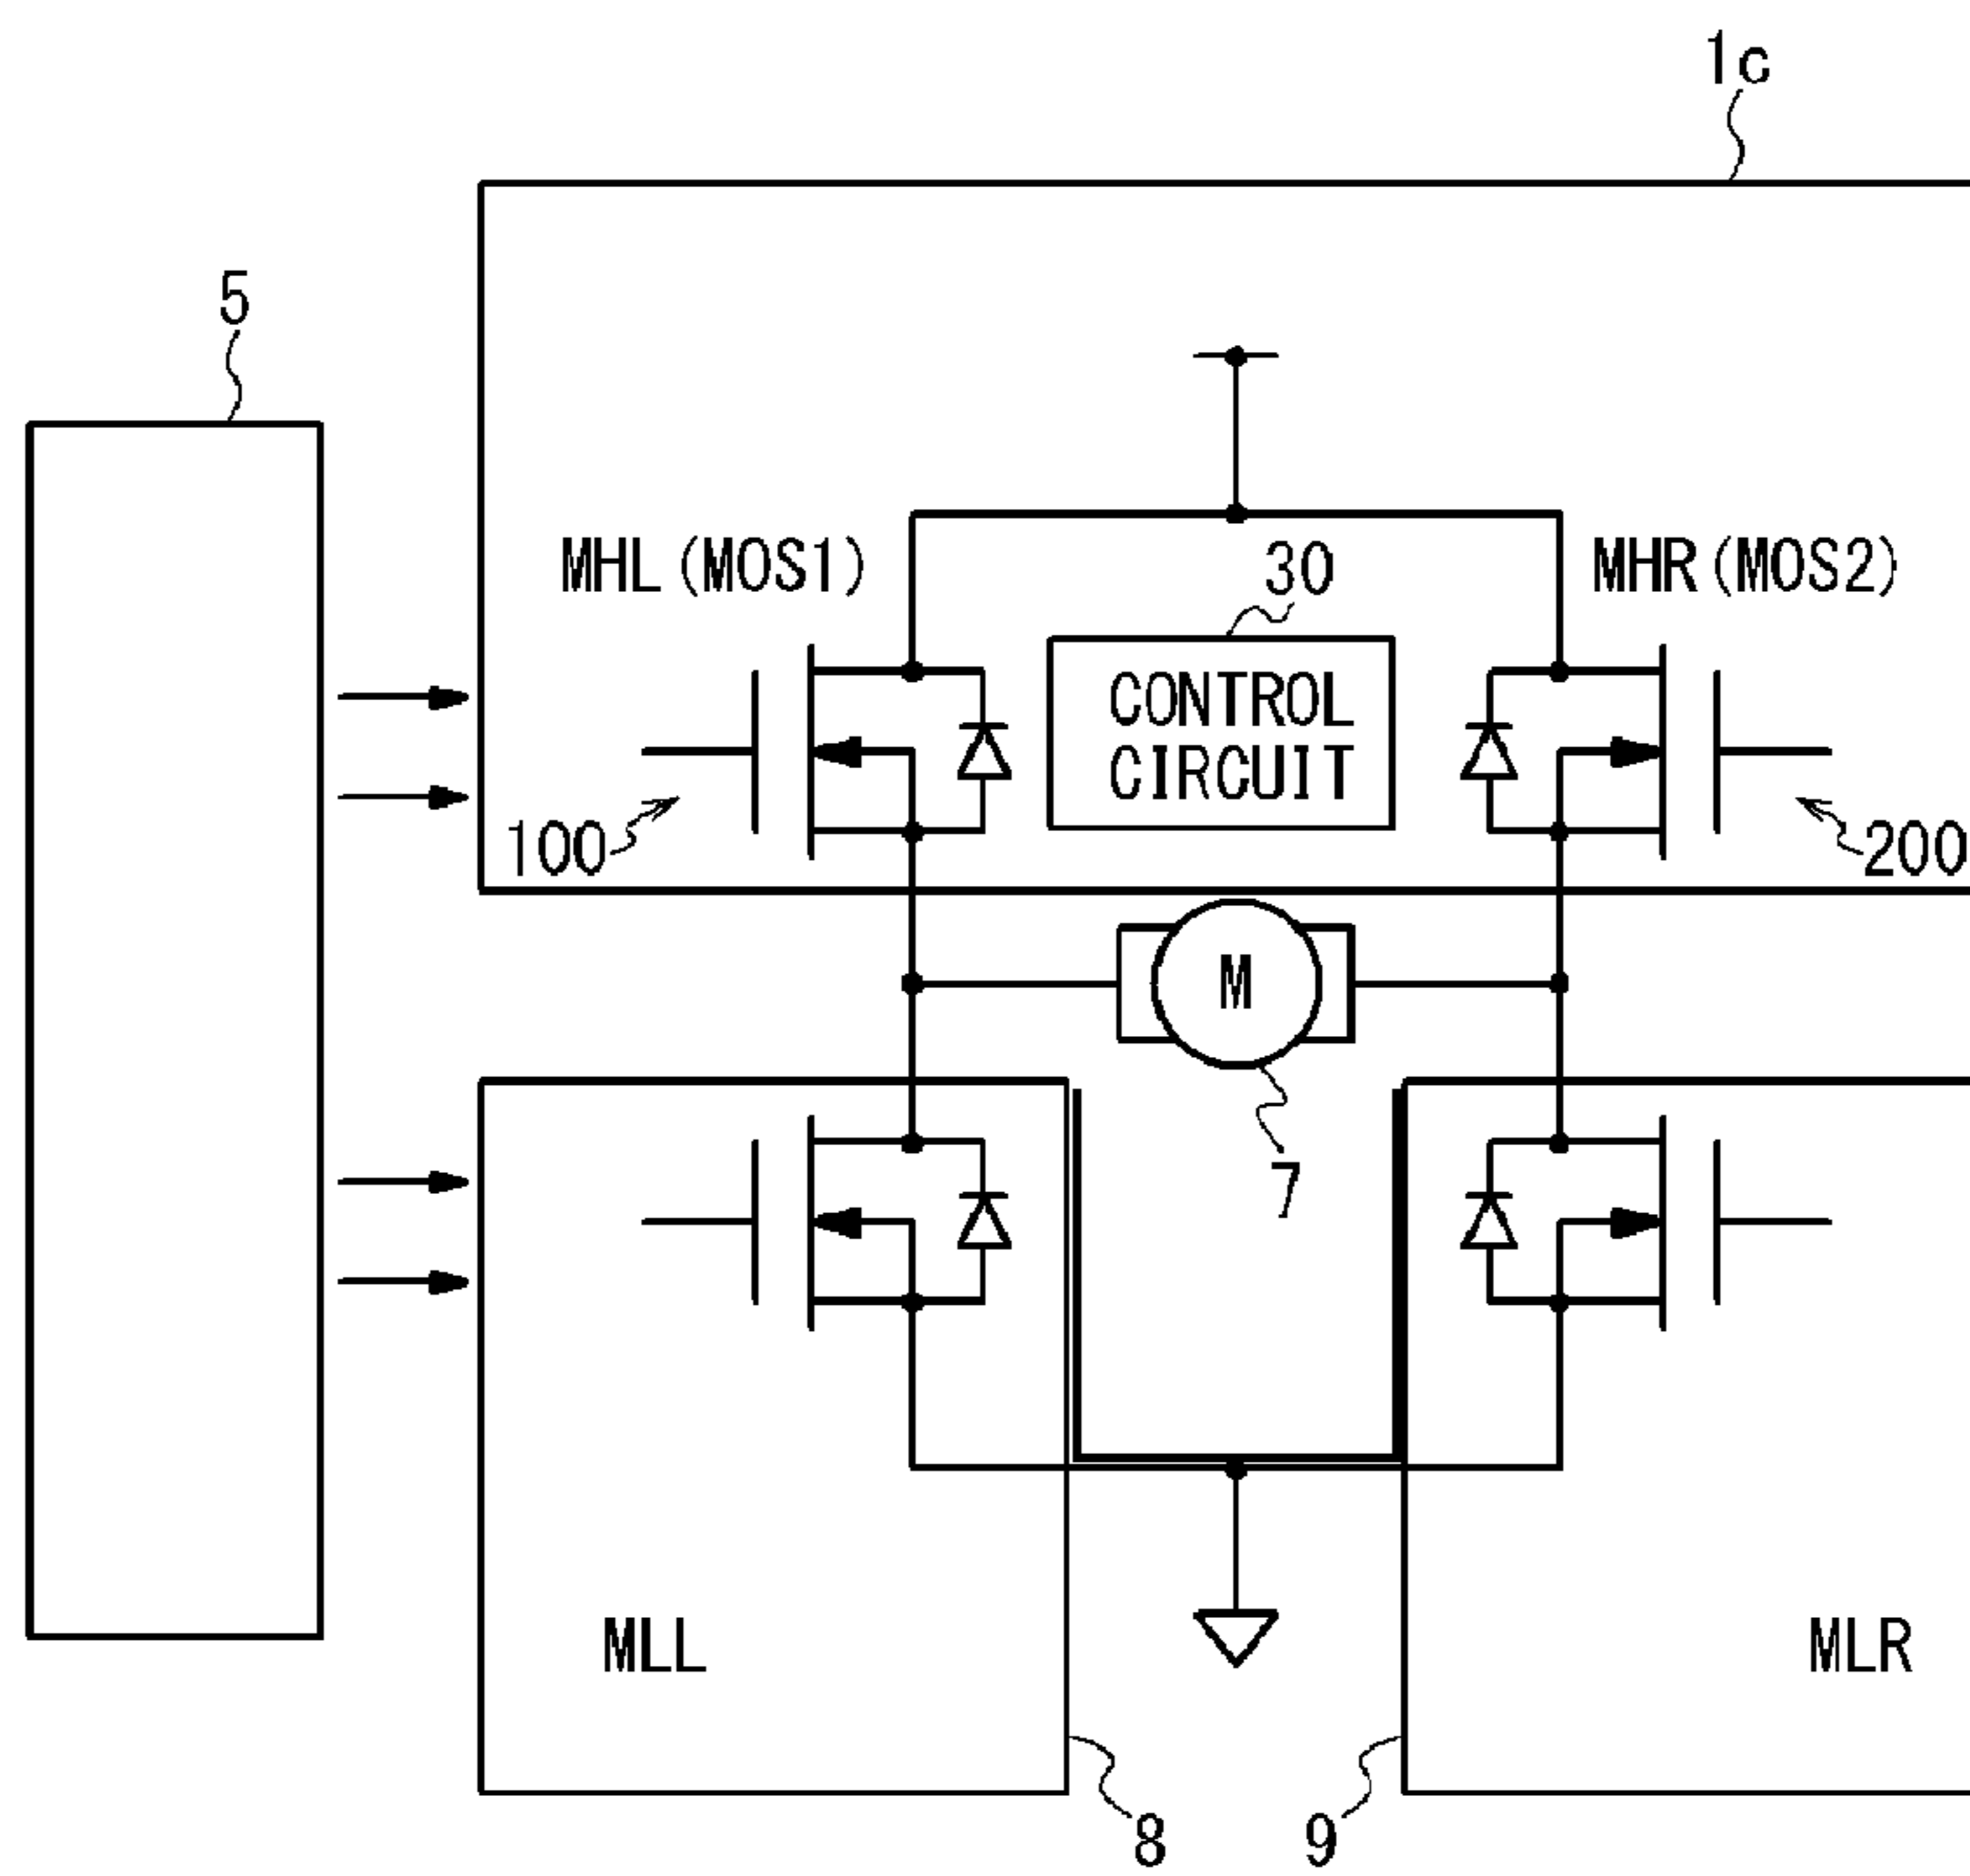 1c
5
MHL(MOS1)
30
MHR(MOS2)
CONTROL
CIRCUIT
100
200
M
7
MLL
MLR
8
9